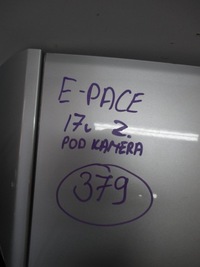 E-PACE
17. 2.
POD KAMERA
379